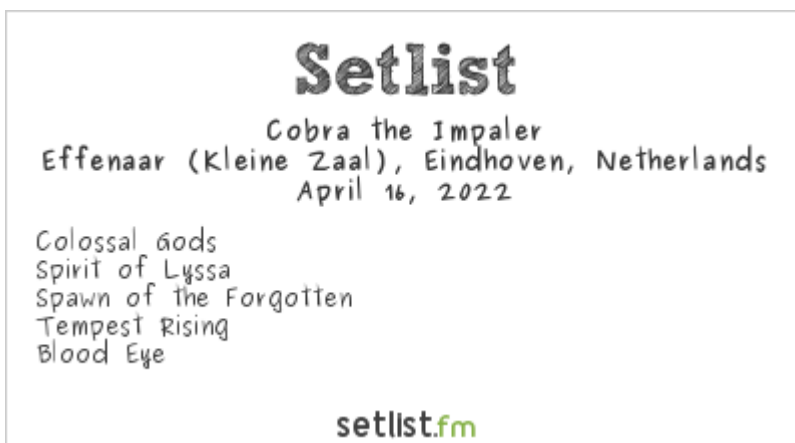 Setlist
Cobra the Impaler
Effenaar (Kleine Zaal), Eindhoven, Netherlands
April 16, 2022
Colossal Gods
Spirit of Lyssa
Spawn of the Forgotten
Tempest Rising
Blood Eye
setlist.fm